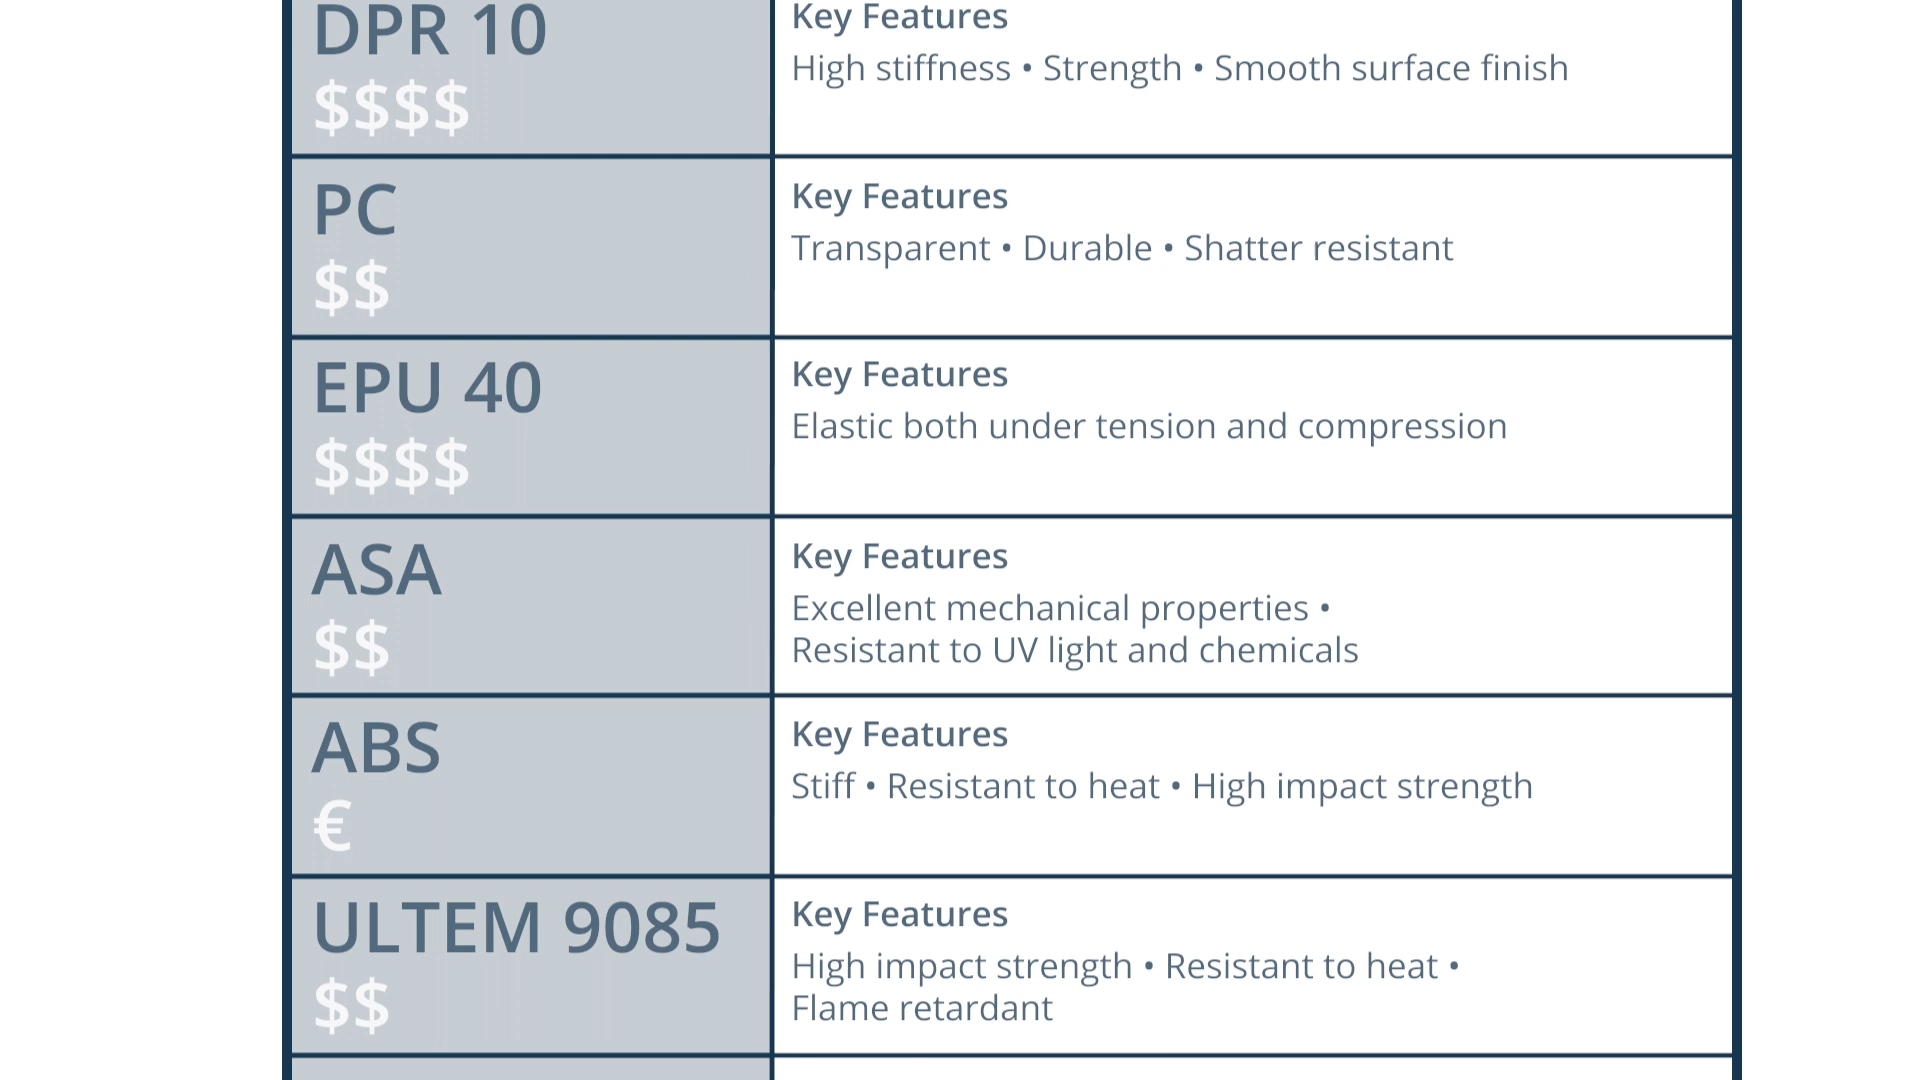 DPR 10
$$$$
Key Features
High stiffness • Strength • Smooth surface finish
PC
$$
Key Features
Transparent • Durable • Shatter resistant
EPU 40
$$$$
Key Features
Elastic both under tension and compression
ASA
$$
Key Features
Excellent mechanical properties •
Resistant to UV light and chemicals
ABS
€
Key Features
Stiff • Resistant to heat • High impact strength
ULTEM 9085
$$
Key Features
High impact strength • Resistant to heat •
Flame retardant